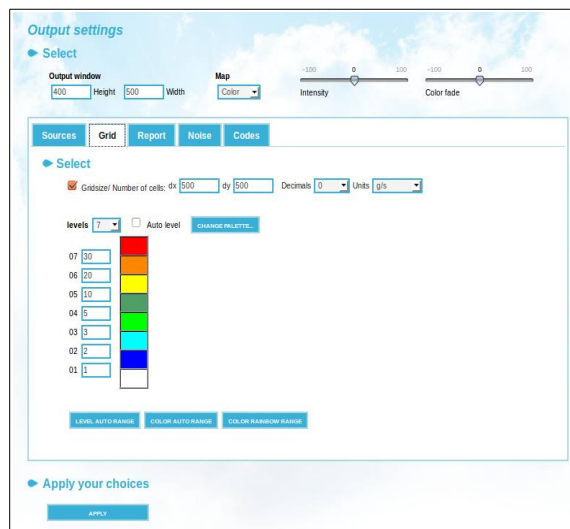 Output settings
Select
Output window
Map
400 Height 500 Width
Color
-100 0 100
Intensity
-100 0 100
Color fade
Sources Grid Report Noise Codes
Select
Gridsize/ Number of cells: dx 500 dy 500 Decimals 0 Units g/s
levels 7 Auto level CHANGE PALETTE..
07 30
06 20
05 10
04 5
03 3
02 2
01 1
LEVEL AUTO RANGE COLOR AUTO RANGE COLOR RAINBOW RANGE
Apply your choices
APPLY